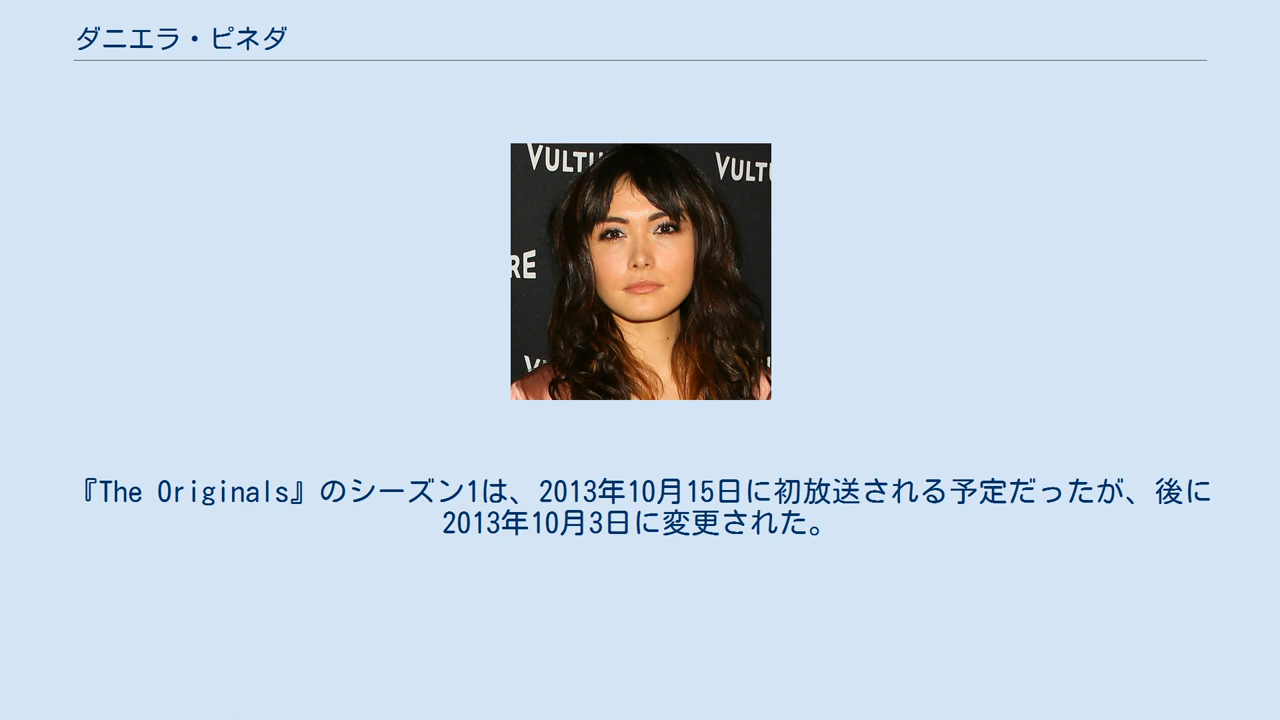 ダニエラ・ピネダ
VULTU
VULTU
RE
『The Originals』のシーズン1は、2013年10月15日に初放送される予定だったが、後に
2013年10月3日に変更された。